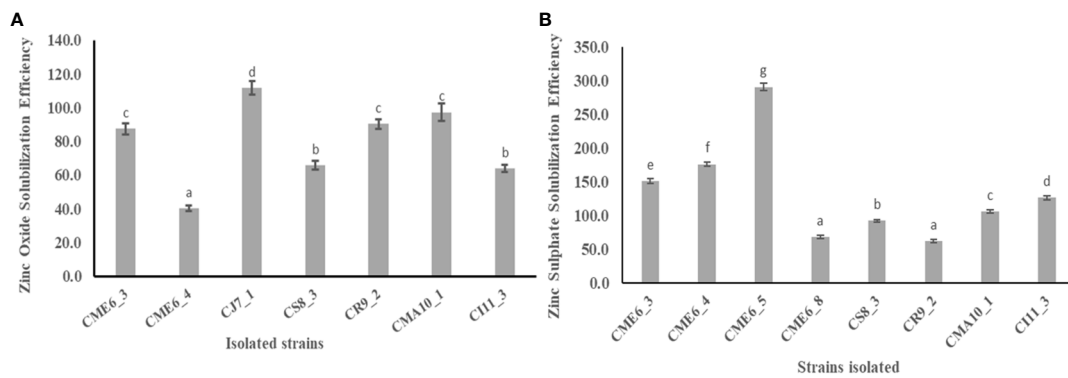 A
Zinc Oxide Solubilization Efficiency
140.0
120.0
100.0
80.0
60.0
40.0
20.0
0.0
c
a
d
b
c
c
b
CME6_3
CME6_4
CJ7_1
CS8_3
CR9_2
CMA10_1
CI11_3
Isolated strains
B
Zinc Sulphate Solubilization Efficiency
350.0
300.0
250.0
200.0
150.0
100.0
50.0
0.0
e
f
g
a
b
a
c
d
CME6_3
CME6_4
CME6_5
CME6_8
CS8_3
CR9_2
CMA10_1
CI11_3
Strains isolated